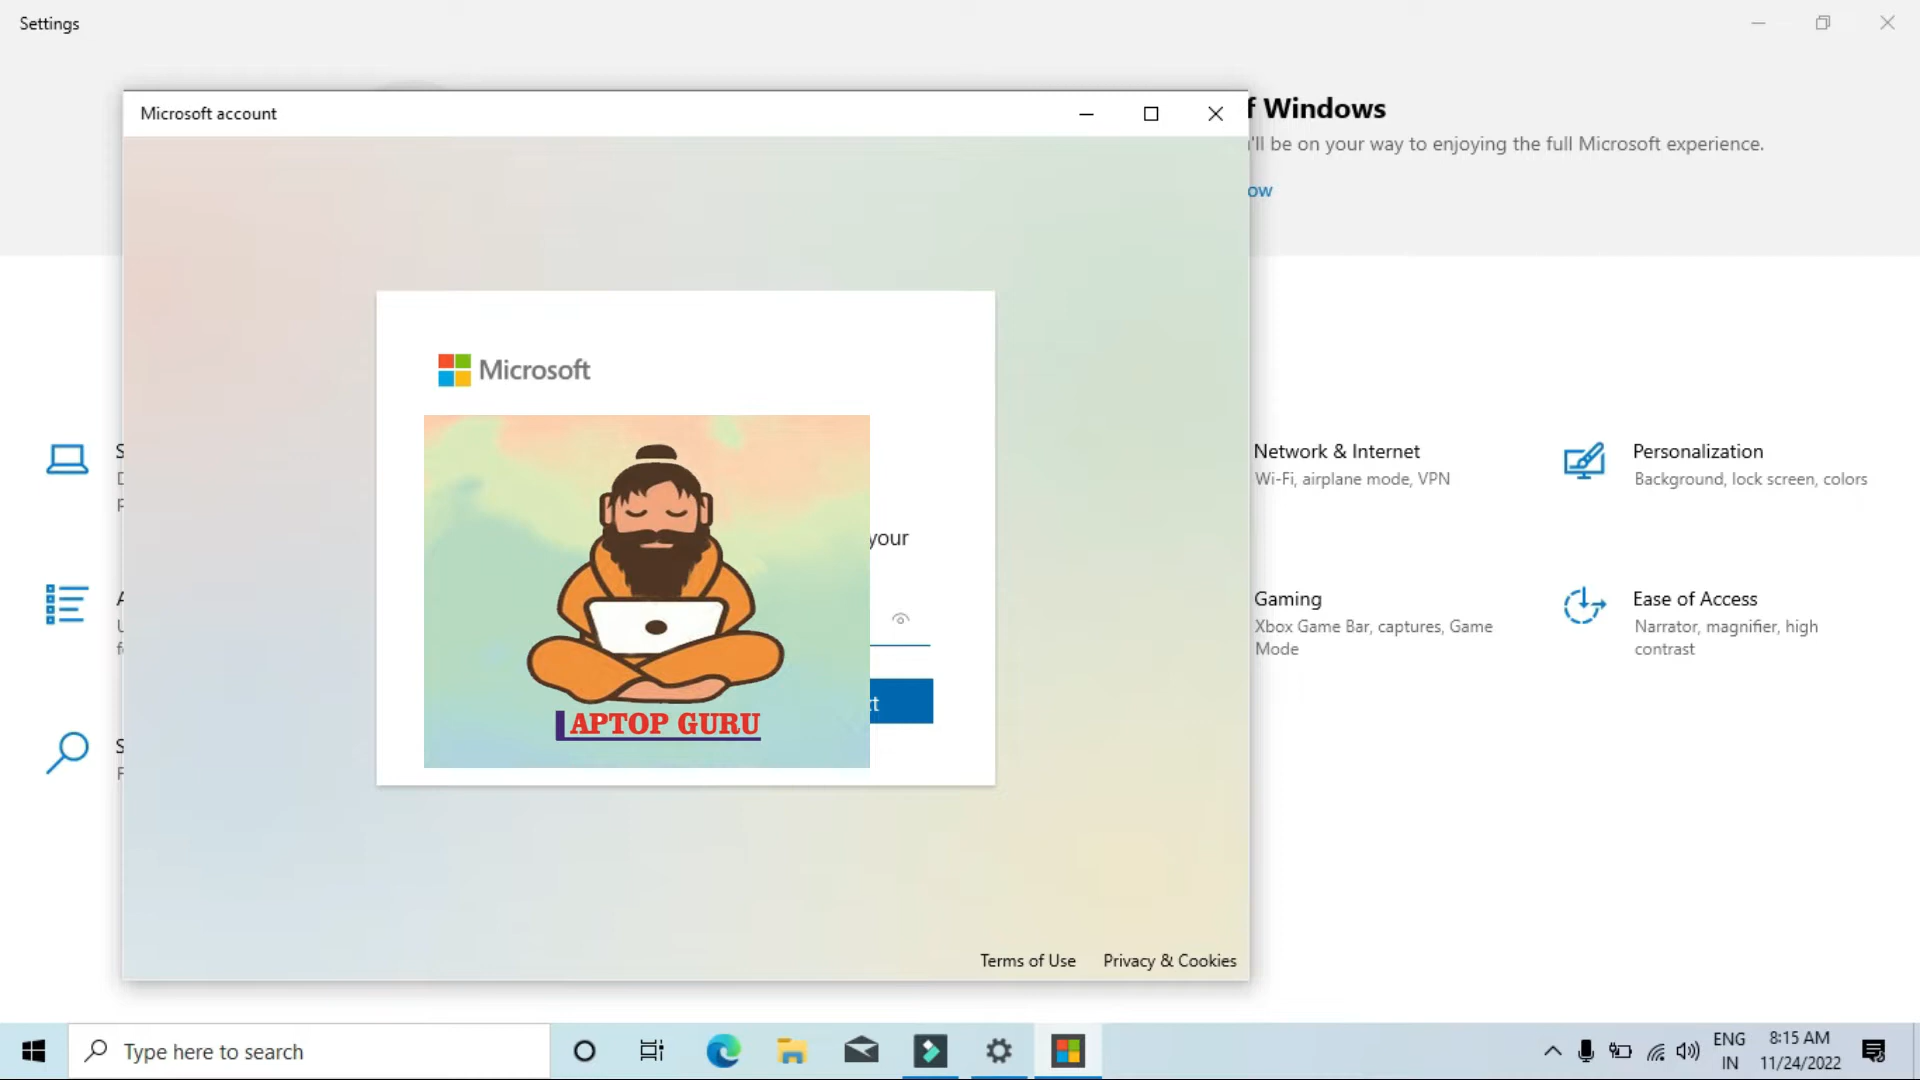 Settings
Microsoft account
f Windows
'll be on your way to enjoying the full Microsoft experience.
ow
Microsoft
your
LAPTOP GURU
Network & Internet
Wi-Fi, airplane mode, VPN
Personalization
Background, lock screen, colors
Gaming
Xbox Game Bar, captures, Game
Mode
Ease of Access
Narrator, magnifier, high
contrast
Terms of Use
Privacy & Cookies
Type here to search
ENG
IN
8:15 AM
11/24/2022